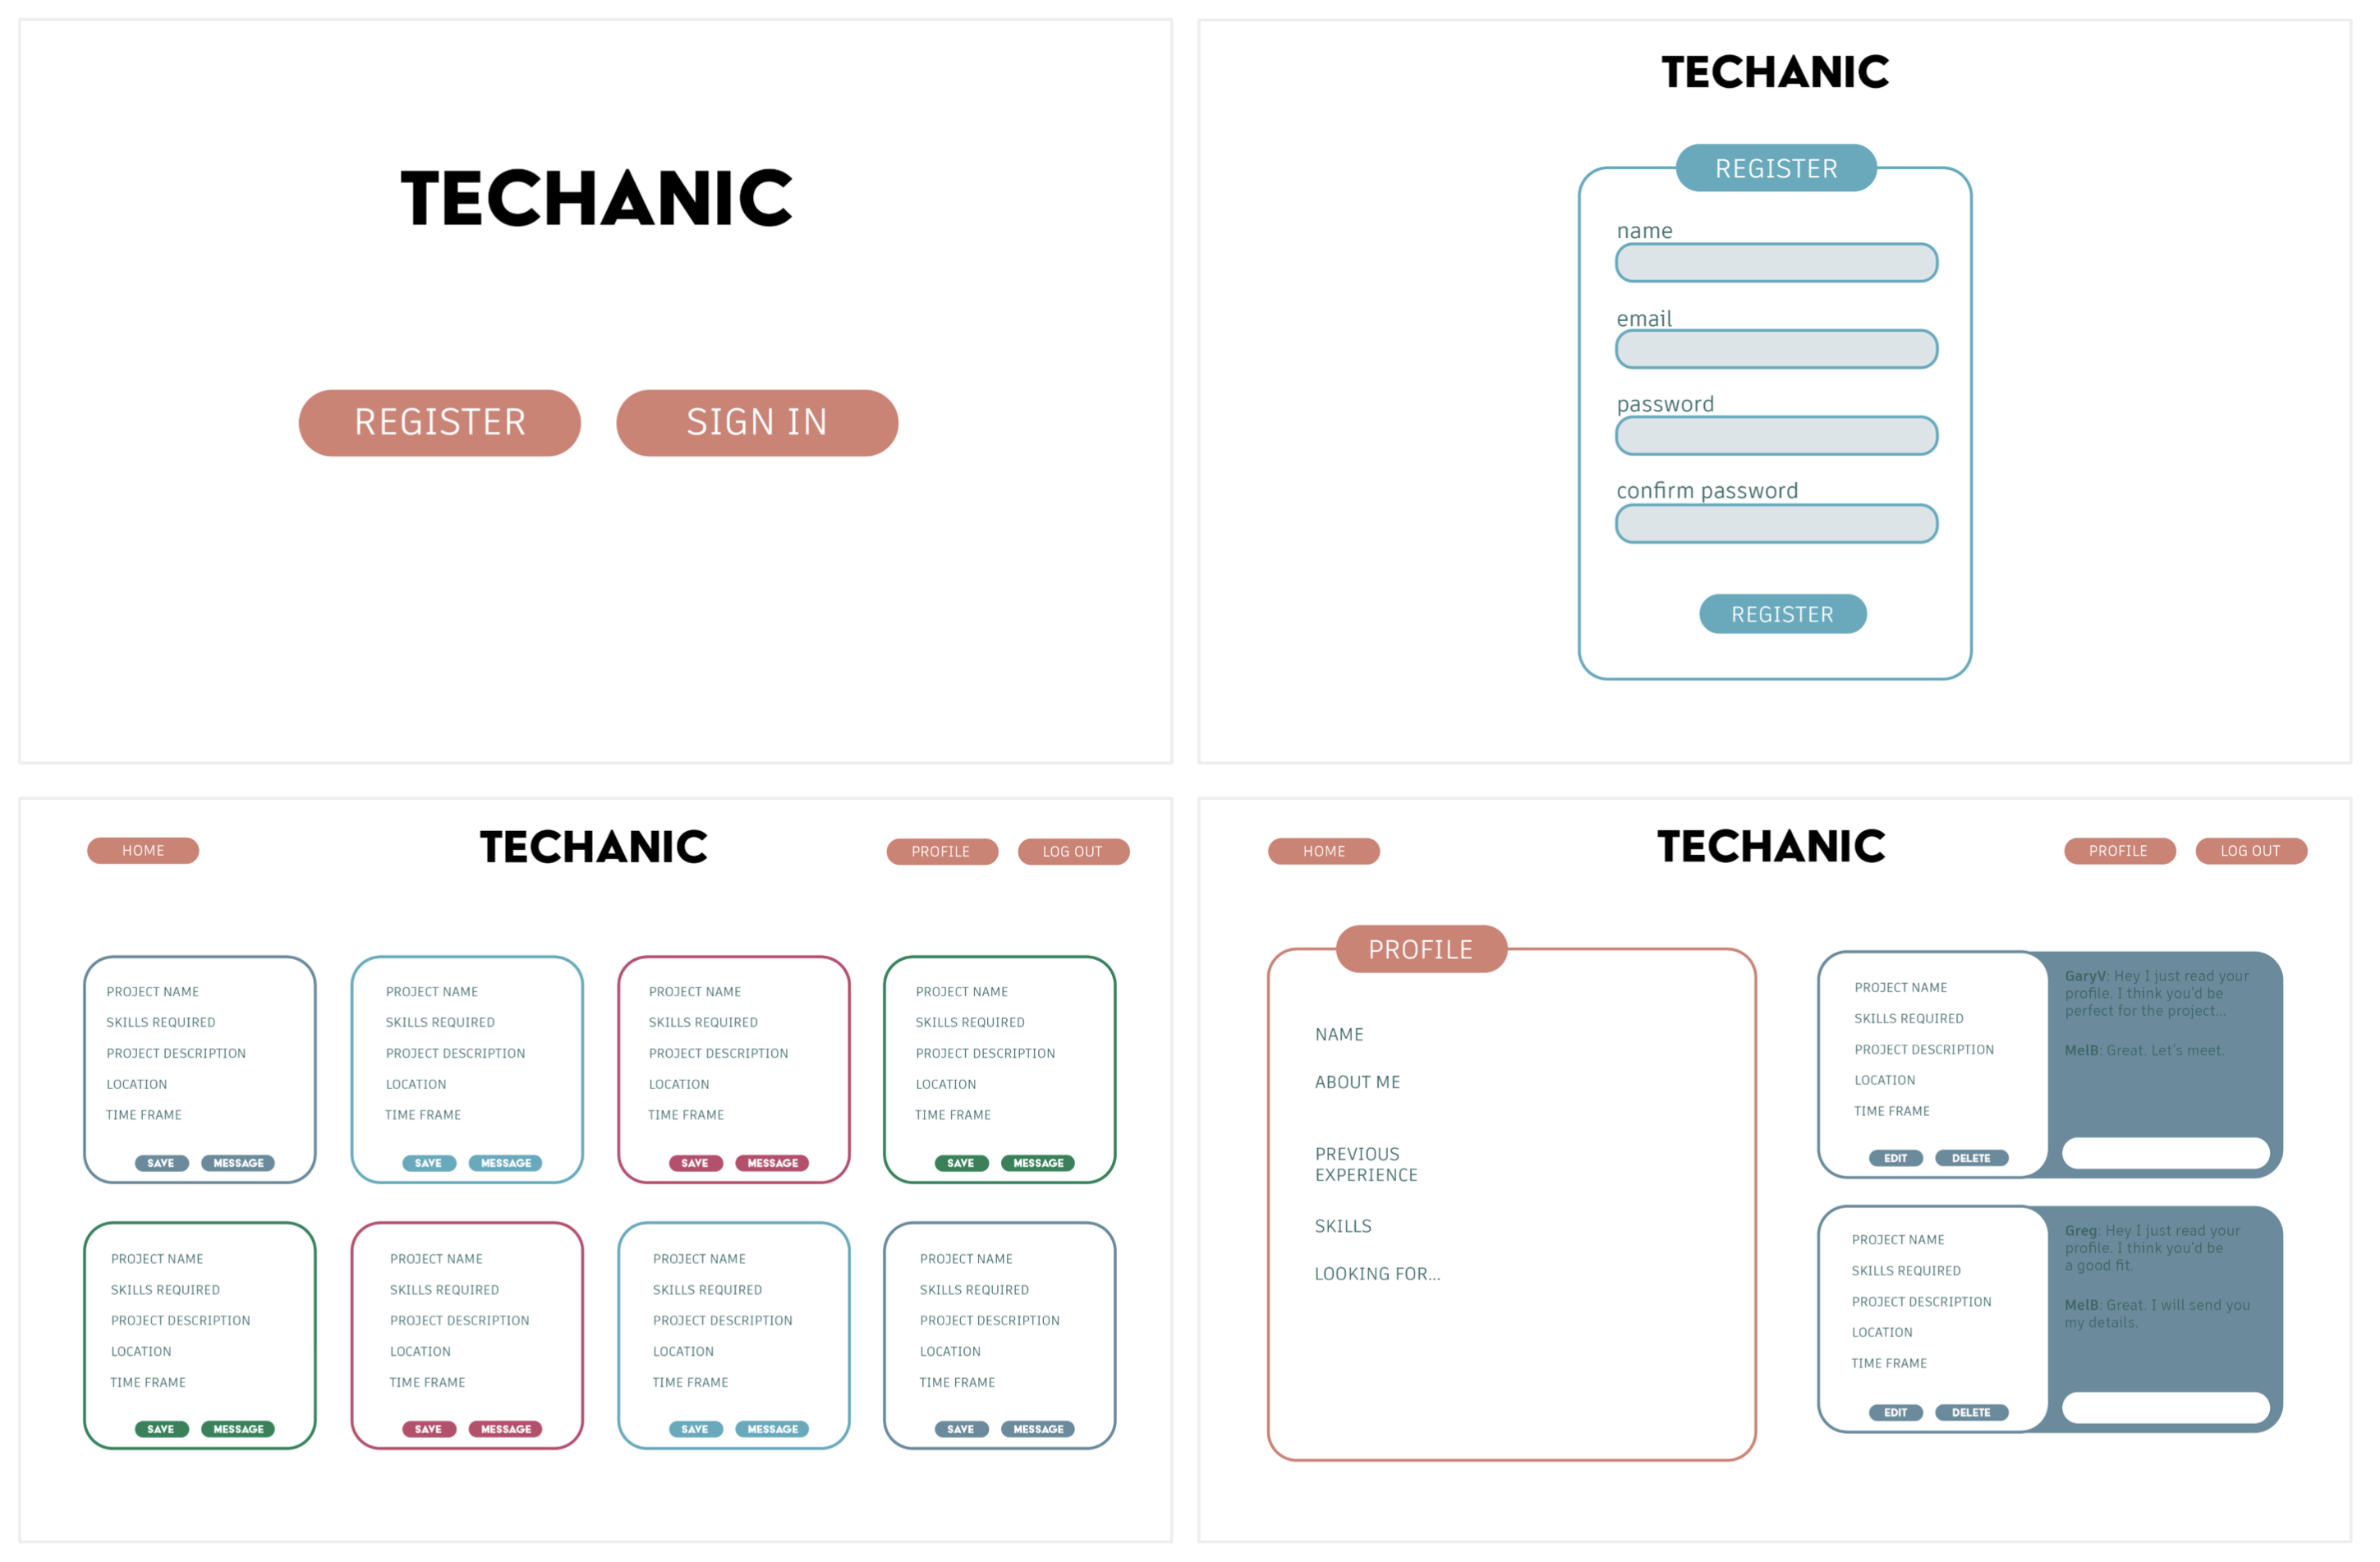 TECHANIC
REGISTER
SIGN IN
TECHANIC
REGISTER
name
email
password
confirm password
REGISTER
HOME
TECHANIC
PROFILE
LOG OUT
PROJECT NAME
SKILLS REQUIRED
PROJECT DESCRIPTION
LOCATION
TIME FRAME
SAVE
MESSAGE
PROJECT NAME
SKILLS REQUIRED
PROJECT DESCRIPTION
LOCATION
TIME FRAME
SAVE
MESSAGE
PROJECT NAME
SKILLS REQUIRED
PROJECT DESCRIPTION
LOCATION
TIME FRAME
SAVE
MESSAGE
PROJECT NAME
SKILLS REQUIRED
PROJECT DESCRIPTION
LOCATION
TIME FRAME
SAVE
MESSAGE
PROJECT NAME
SKILLS REQUIRED
PROJECT DESCRIPTION
LOCATION
TIME FRAME
SAVE
MESSAGE
PROJECT NAME
SKILLS REQUIRED
PROJECT DESCRIPTION
LOCATION
TIME FRAME
SAVE
MESSAGE
PROJECT NAME
SKILLS REQUIRED
PROJECT DESCRIPTION
LOCATION
TIME FRAME
SAVE
MESSAGE
PROJECT NAME
SKILLS REQUIRED
PROJECT DESCRIPTION
LOCATION
TIME FRAME
SAVE
MESSAGE
HOME
TECHANIC
PROFILE
LOG OUT
PROFILE
NAME
ABOUT ME
PREVIOUS
EXPERIENCE
SKILLS
LOOKING FOR...
PROJECT NAME
SKILLS REQUIRED
PROJECT DESCRIPTION
LOCATION
TIME FRAME
EDIT
DELETE
GaryV: Hey I just read your
profile. I think you'd be
perfect for the project...
MelB: Great. Let's meet.
PROJECT NAME
SKILLS REQUIRED
PROJECT DESCRIPTION
LOCATION
TIME FRAME
EDIT
DELETE
Greg: Hey I just read your
profile. I think you'd be
a good fit.
MelB: Great. I will send you
my details.